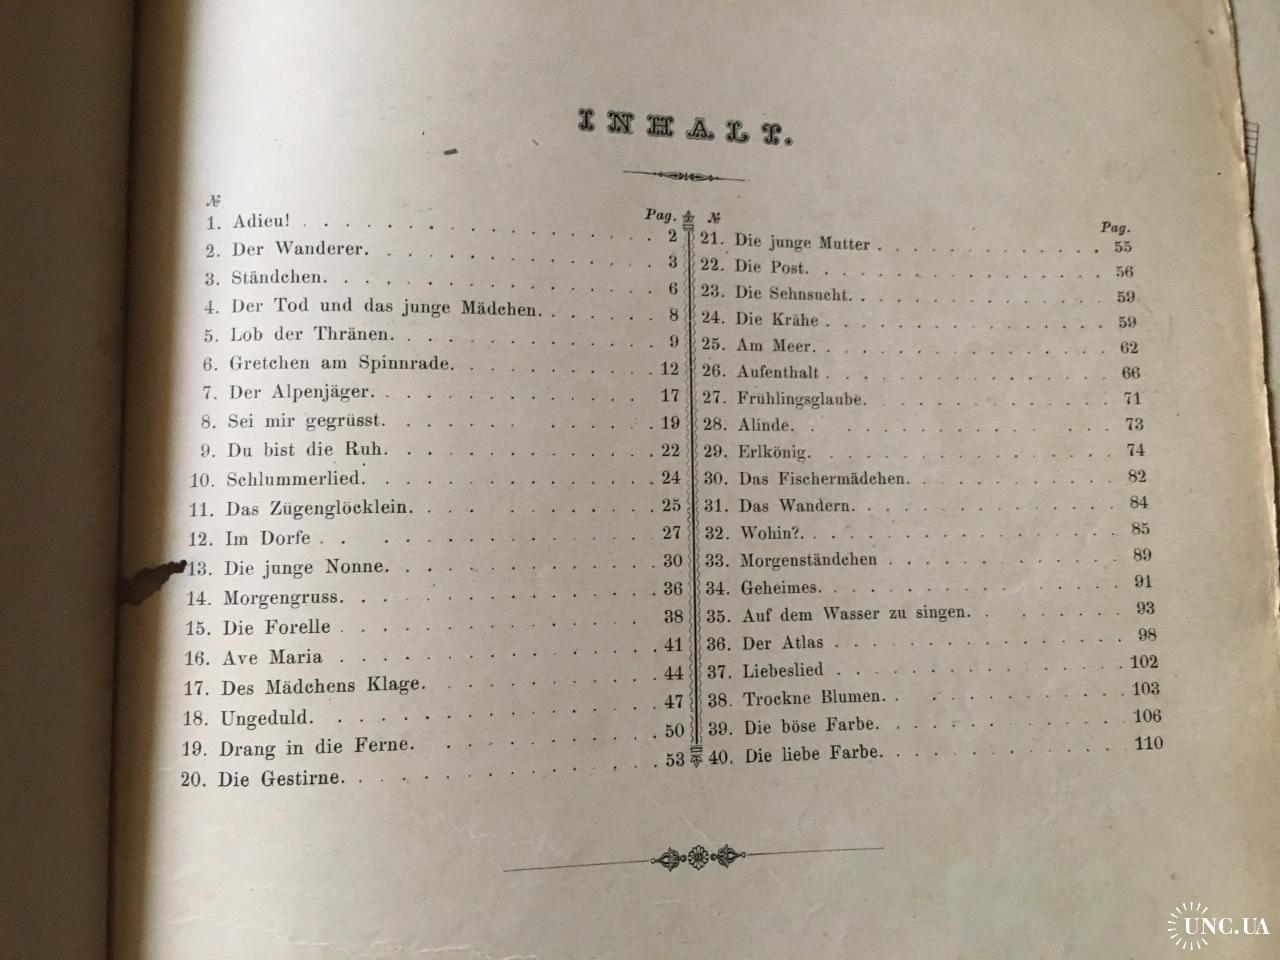 INHALT.
№ Pag.
1. Adieu! 2
2. Der Wanderer. 3
3. Ständchen. 6
4. Der Tod und das junge Mädchen. 8
5. Lob der Thränen. 9
6. Gretchen am Spinnrade. 12
7. Der Alpenjäger. 17
8. Sei mir gegrüsst. 19
9. Du bist die Ruh. 22
10. Schlummerlied. 24
11. Das Zügenglöcklein. 25
12. Im Dorfe 27
13. Die junge Nonne. 30
14. Morgengruss. 36
15. Die Forelle 38
16. Ave Maria 41
17. Des Mädchens Klage. 44
18. Ungeduld. 47
19. Drang in die Ferne. 50
20. Die Gestirne. 53
№ Pag.
21. Die junge Mutter 55
22. Die Post. 56
23. Die Sehnsucht. 59
24. Die Krähe 59
25. Am Meer. 62
26. Aufenthalt 66
27. Frühlingsglaube. 71
28. Alinde. 73
29. Erlkönig. 74
30. Das Fischermädchen. 82
31. Das Wandern. 84
32. Wohin?. 85
33. Morgenständchen 89
34. Geheimes. 91
35. Auf dem Wasser zu singen. 93
36. Der Atlas 98
37. Liebeslied 102
38. Trockne Blumen. 103
39. Die böse Farbe. 106
40. Die liebe Farbe. 110
UNC.UA